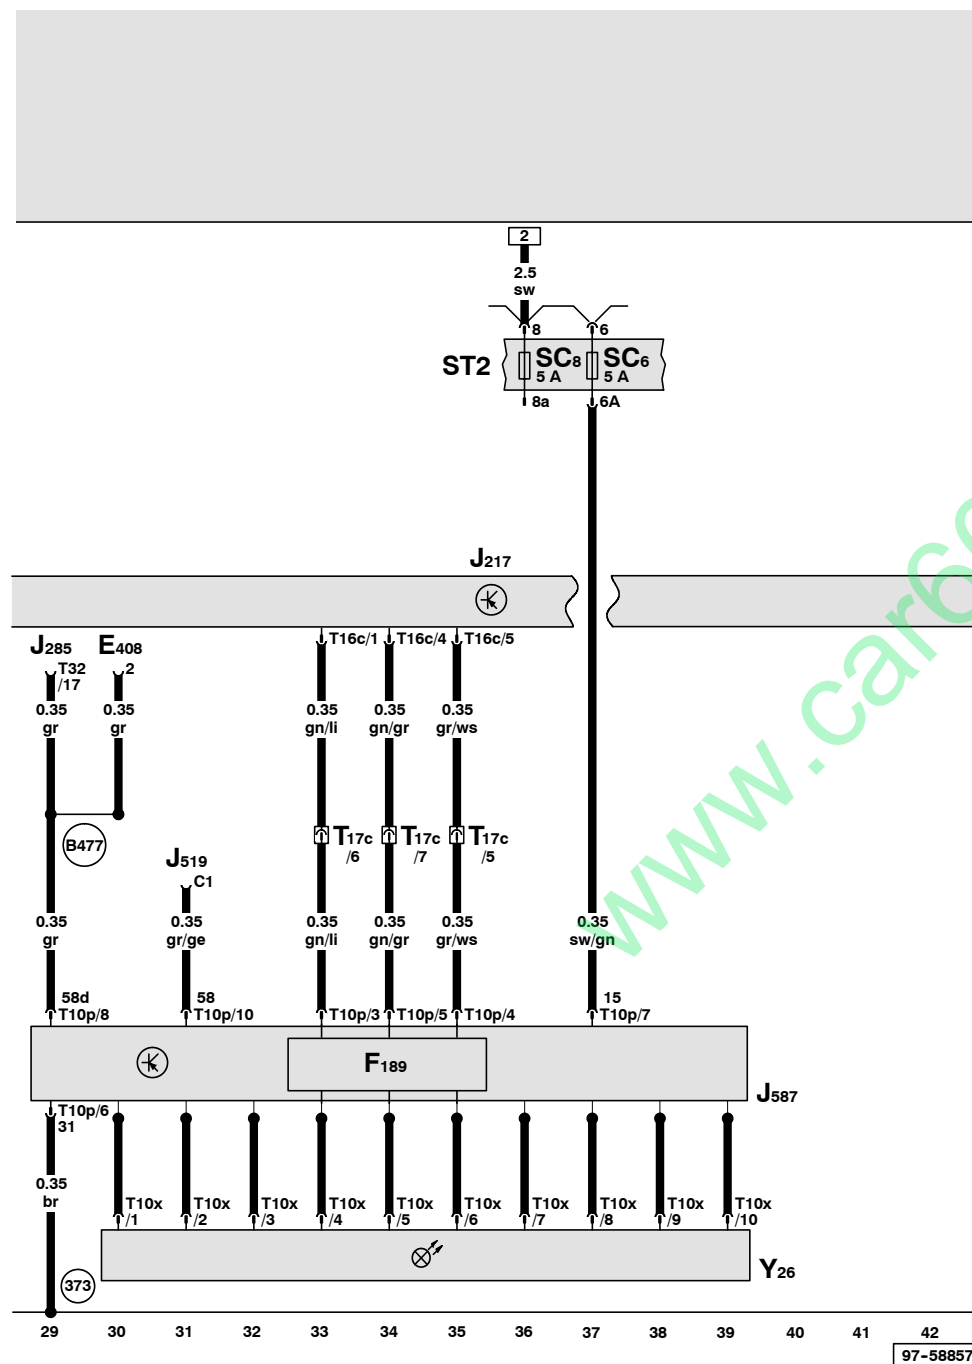 2
2.5
sw
8 6
ST2 SC8 SC6
5 A 5 A
8a 6A
J217
T16c/1 T16c/4 T16c/5
J285 E408
T32 2
/17
0.35 0.35 0.35 0.35 0.35
gr gr gn/li gn/gr gr/ws
T17c T17c T17c
/6 /7 /5
B477
J519
C1
0.35 0.35 0.35 0.35 0.35 0.35
gr gr/ge gn/li gn/gr gr/ws sw/gn
58d 58 15
T10p/8 T10p/10 T10p/3 T10p/5 T10p/4 T10p/7
F189
J587
T10p/6
31
0.35
br
T10x T10x T10x T10x T10x T10x T10x T10x T10x T10x
/1 /2 /3 /4 /5 /6 /7 /8 /9 /10
Y26
373
29 30 31 32 33 34 35 36 37 38 39 40 41 42
97-58857
www.car6